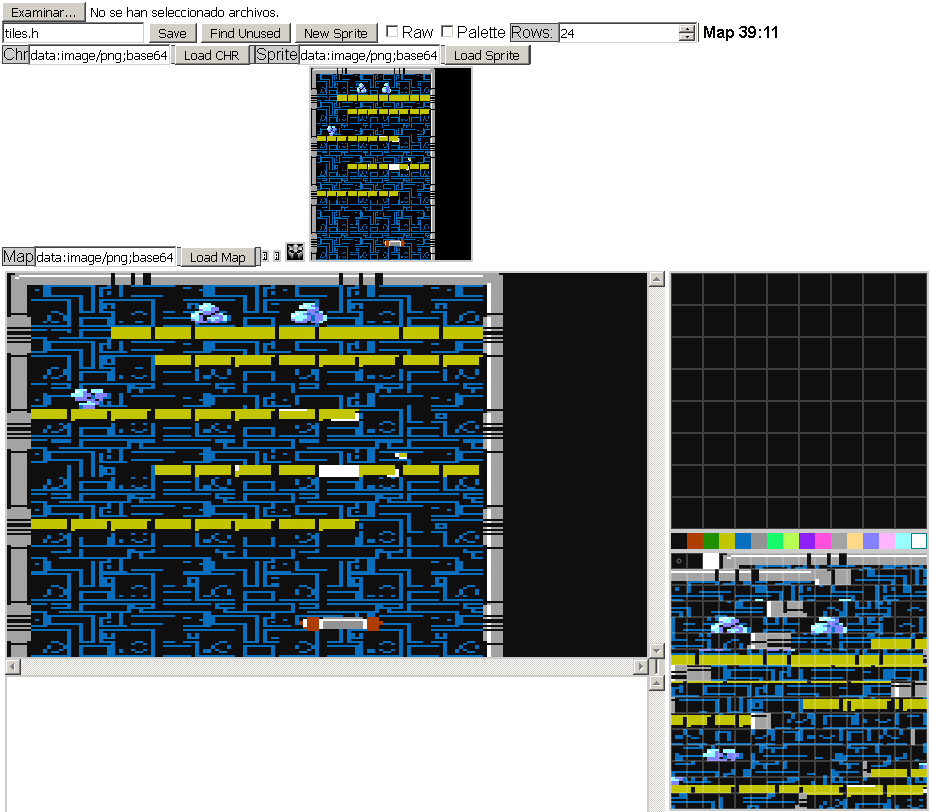 Examinar... No se han seleccionado archivos.
tiles.h Save Find Unused New Sprite Raw Palette Rows: 24 Map 39:11
Chr data:image/png;base64 Load CHR Sprite data:image/png;base64 Load Sprite
Map data:image/png;base64 Load Map